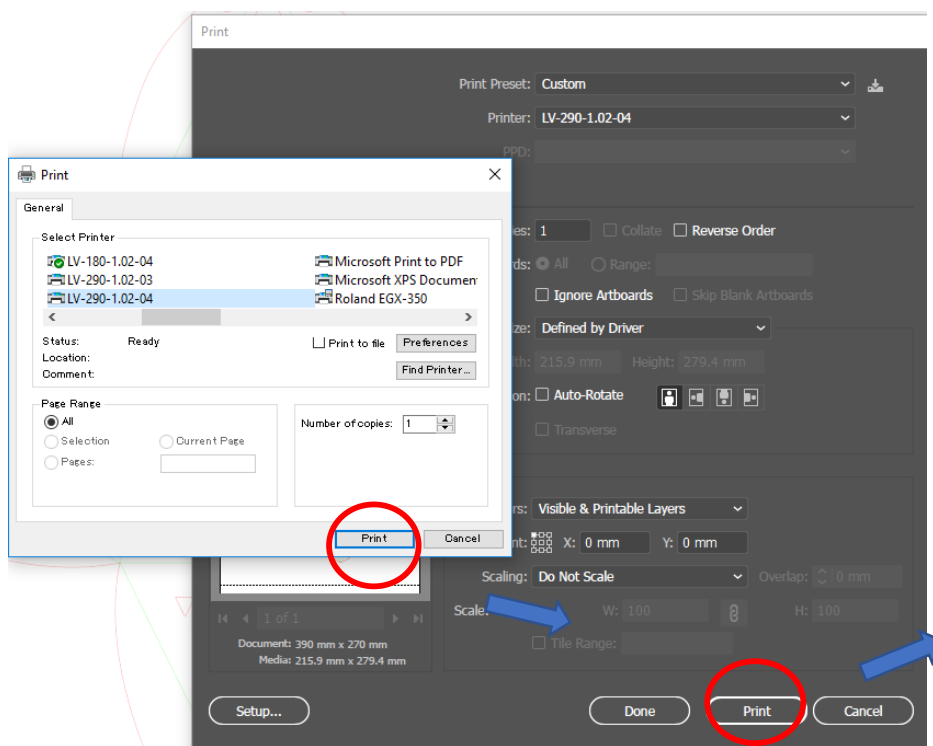 Print
Print Preset: Custom
Printer: LV-290-1.02-04
PPD:
Print
General
Select Printer
LV-180-1.02-04
LV-290-1.02-03
LV-290-1.02-04
Microsoft Print to PDF
Microsoft XPS Documen
Roland EGX-350
Status: Ready
Location:
Comment:
Print to file
Preferences
Find Printer...
Page Range
All
Selection
Current Page
Pages:
Number of copies: 1
Print
Cancel
es: 1
Collate
Reverse Order
ds: All
Range:
Ignore Artboards
Skip Blank Artboards
ze: Defined by Driver
th: 215.9 mm
Height: 279.4 mm
on: Auto-Rotate
Transverse
rs: Visible & Printable Layers
nt: X: 0 mm Y: 0 mm
Scaling: Do Not Scale
Overlap: 0 mm
Scale:
W: 100
H: 100
Tile Range:
1 of 1
Document: 390 mm x 270 mm
Media: 215.9 mm x 279.4 mm
Setup...
Done
Print
Cancel